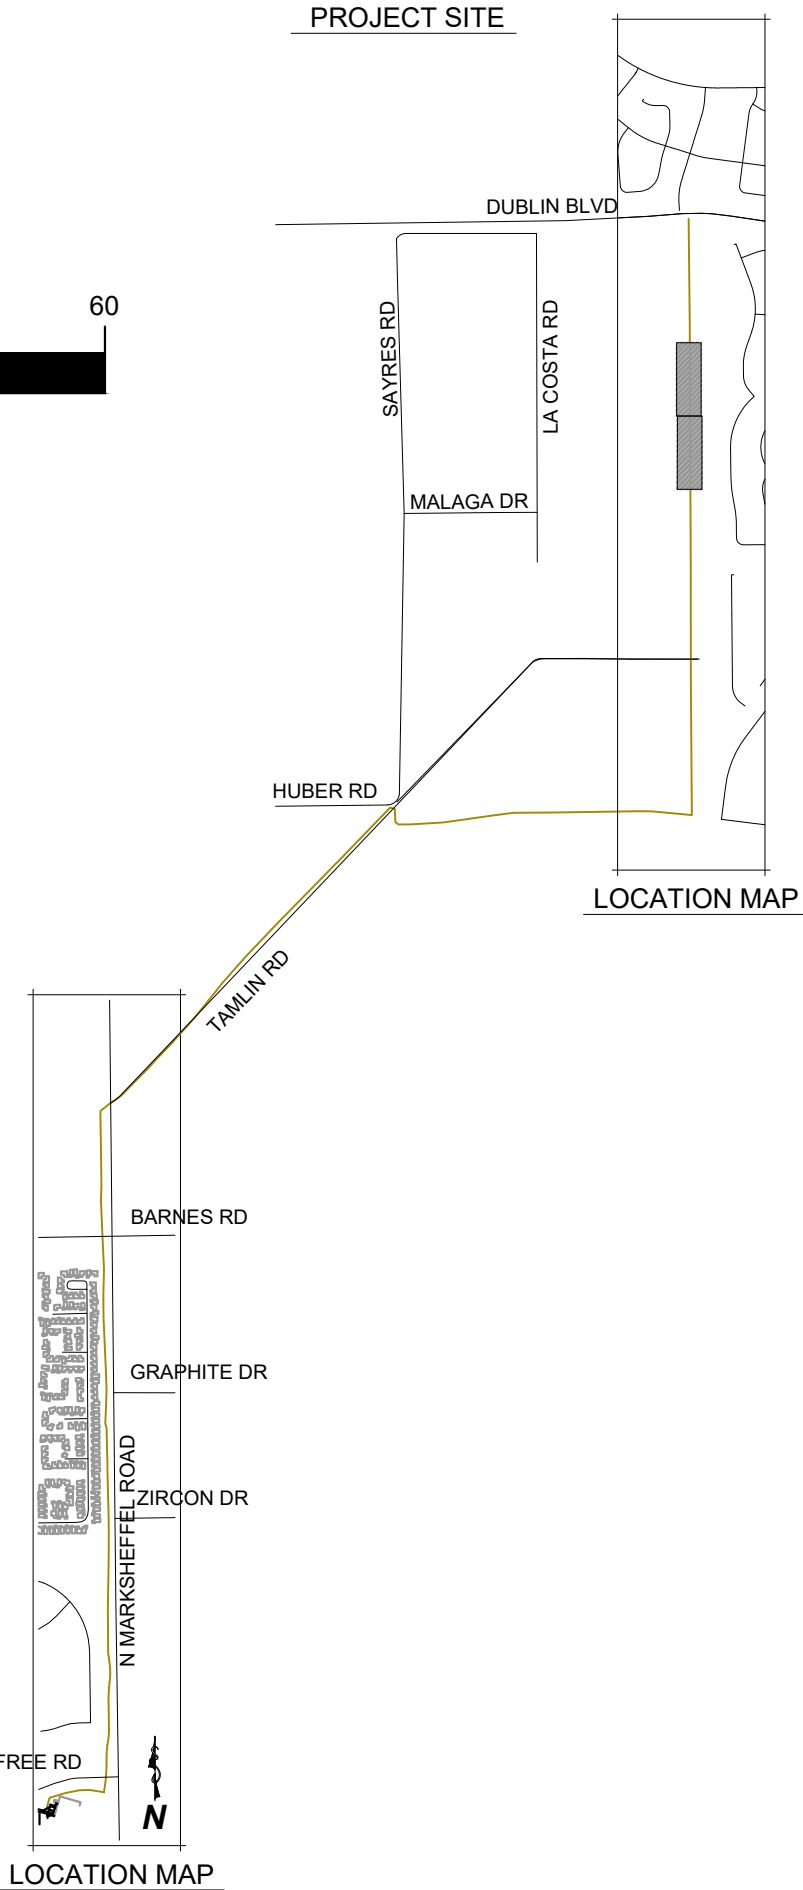 PROJECT SITE
DUBLIN BLVD
60
SAYRES RD
LA COSTA RD
MALAGA DR
HUBER RD
LOCATION MAP
TAMLIN RD
BARNES RD
GRAPHITE DR
ZIRCON DR
N MARKSHEFFEL ROAD
FREE RD
N
LOCATION MAP